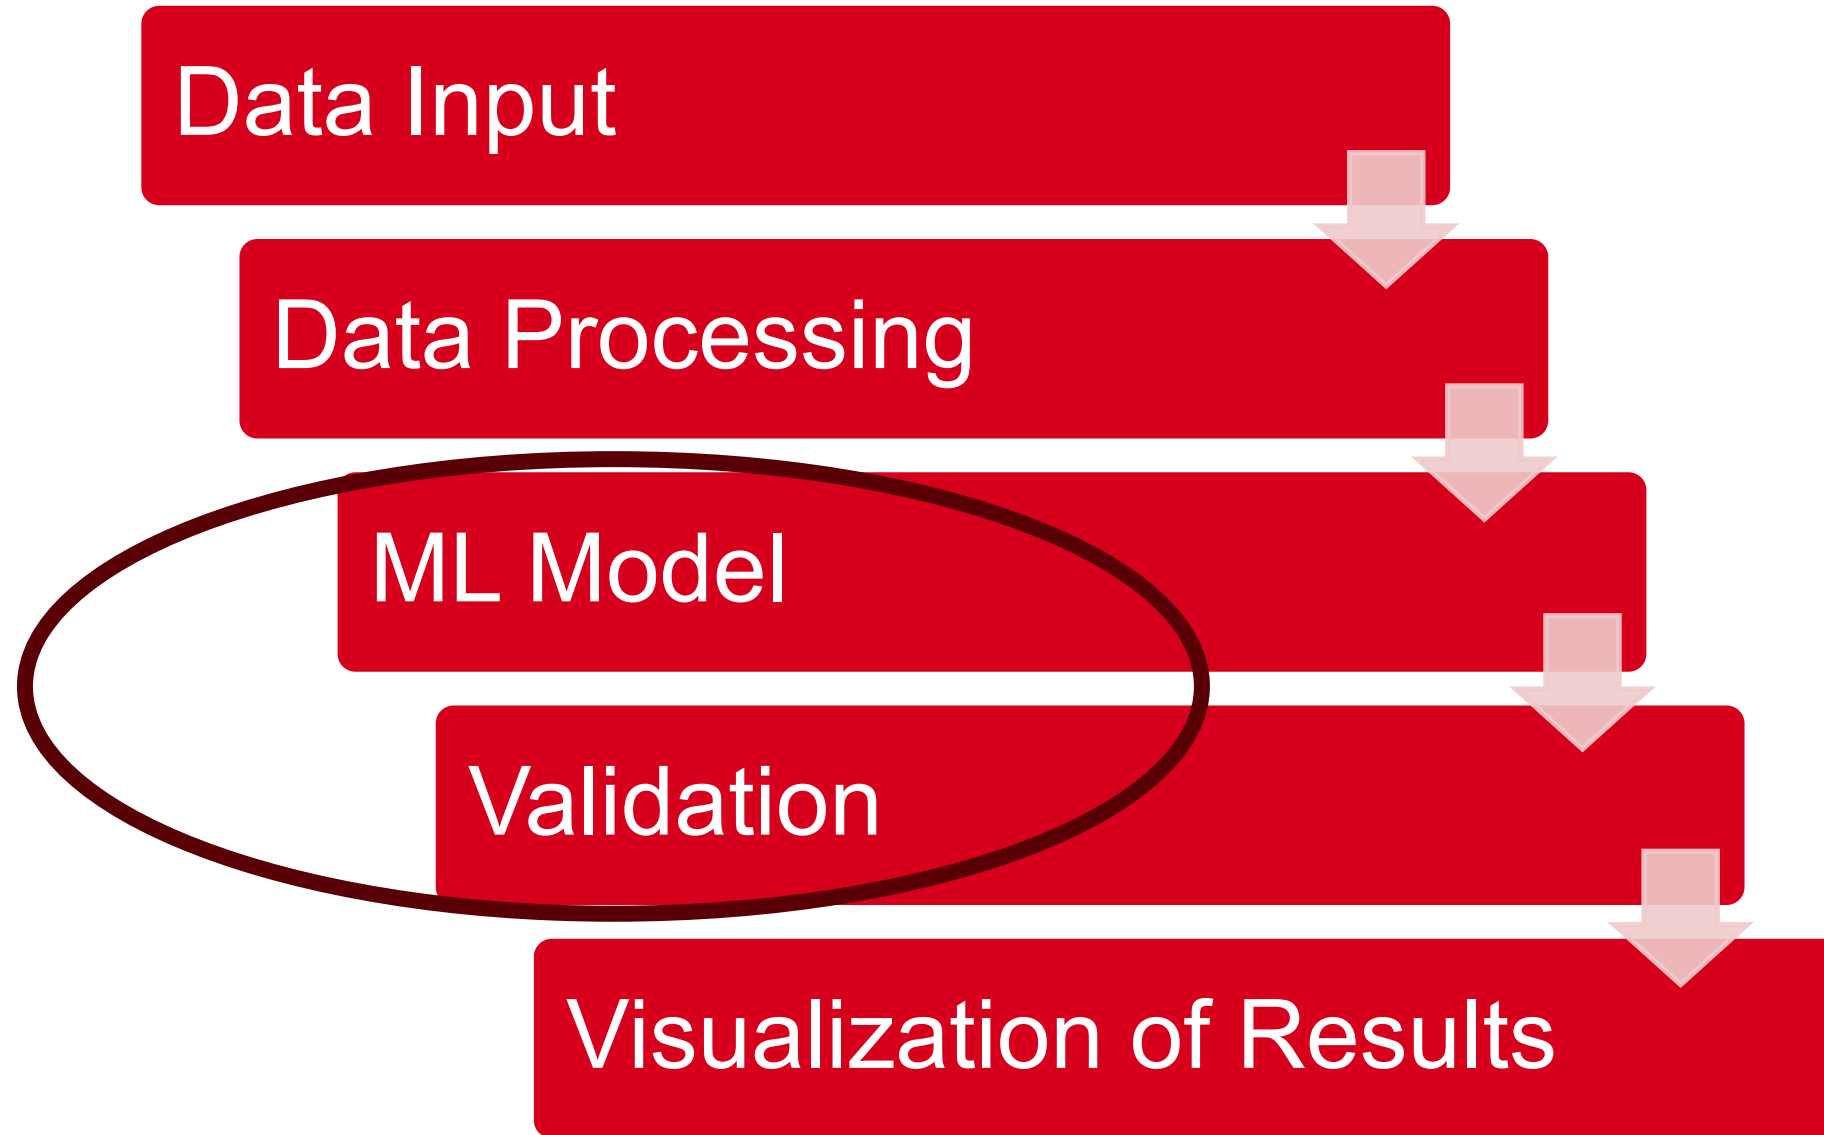 Data Input
Data Processing
ML Model
Validation
Visualization of Results